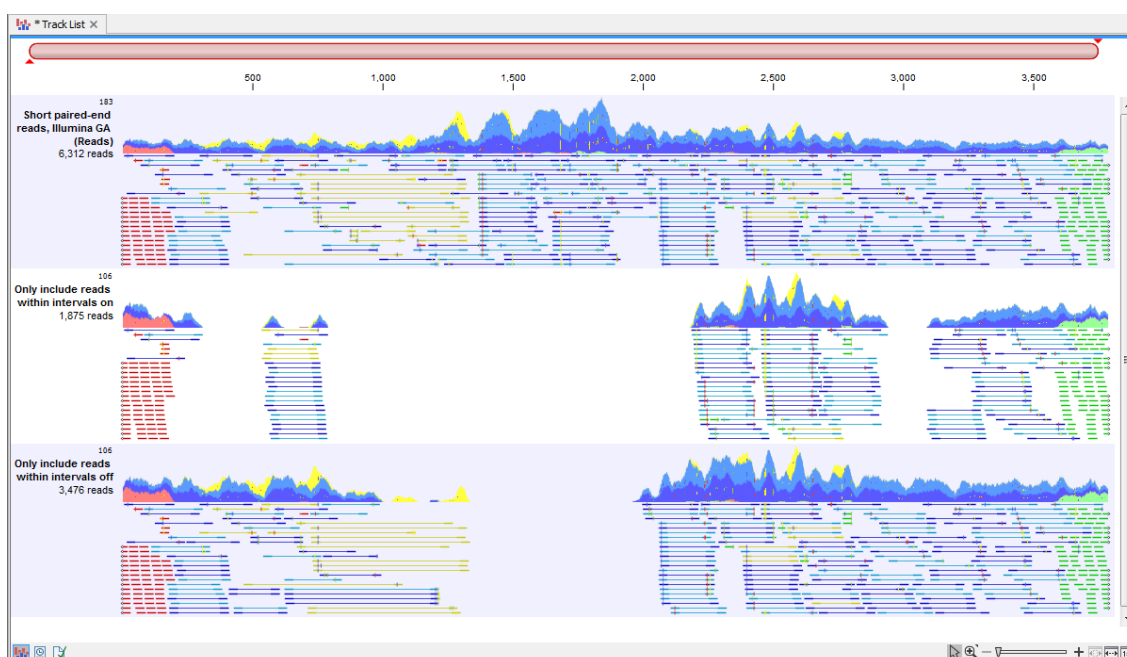 * Track List
500 1,000 1,500 2,000 2,500 3,000 3,500
183
Short paired-end
reads, Illumina GA
(Reads)
6,312 reads
106
Only include reads
within intervals on
1,875 reads
106
Only include reads
within intervals off
3,476 reads